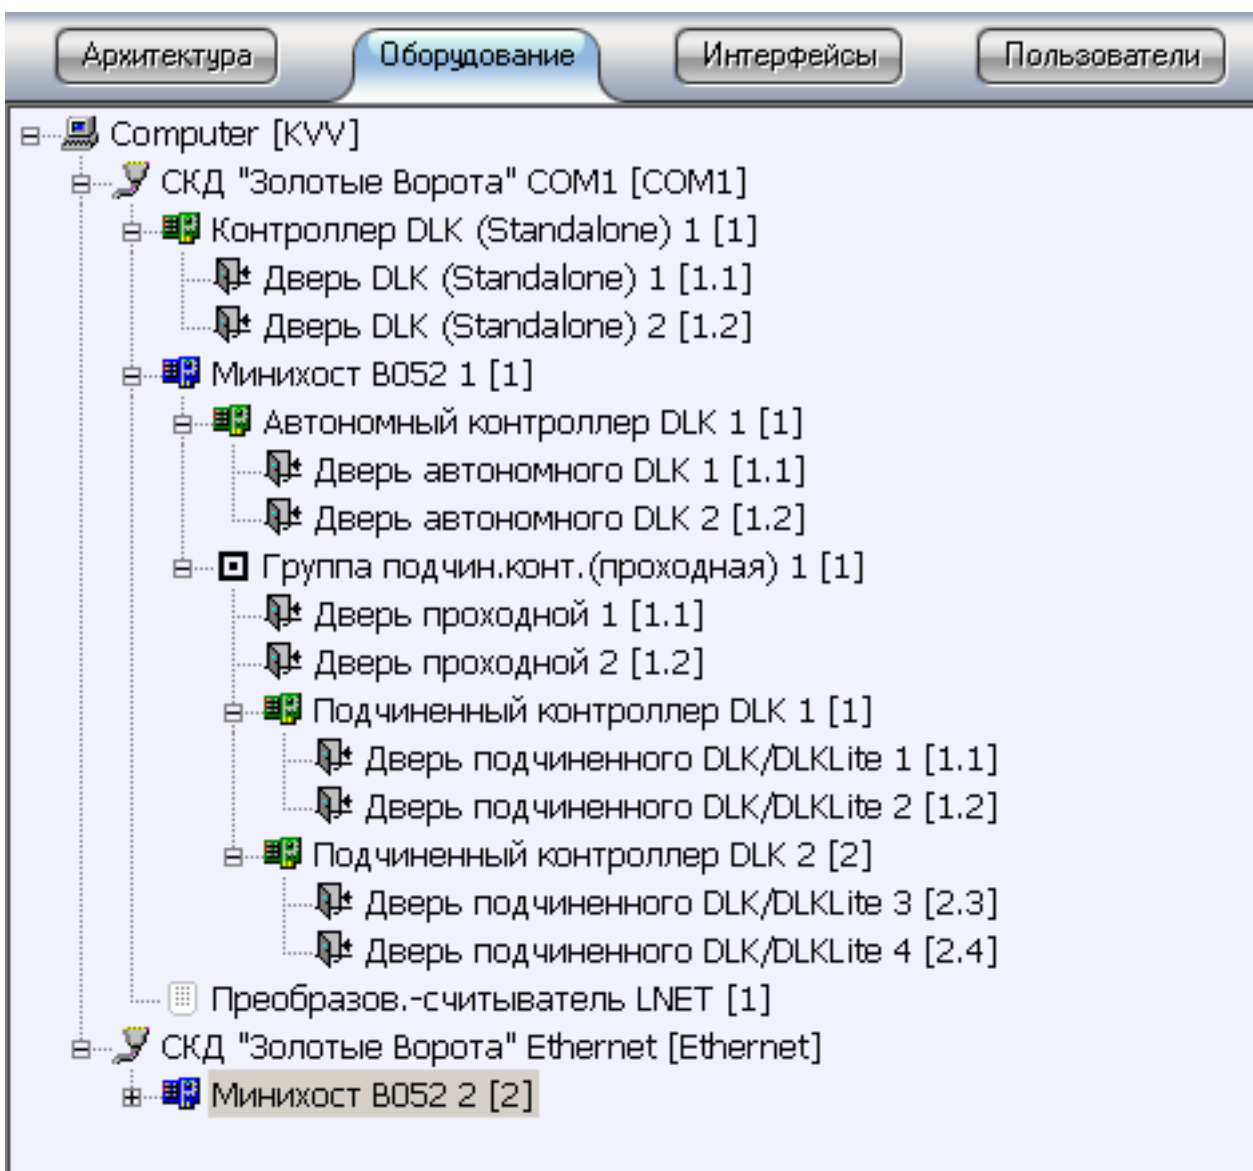 Архитектура Оборудование Интерфейсы Пользователи
Computer [KVV]
СКД "Золотые Ворота" COM1 [COM1]
Контроллер DLK (Standalone) 1 [1]
Дверь DLK (Standalone) 1 [1.1]
Дверь DLK (Standalone) 2 [1.2]
Минихост B052 1 [1]
Автономный контроллер DLK 1 [1]
Дверь автономного DLK 1 [1.1]
Дверь автономного DLK 2 [1.2]
Группа подчин.конт.(проходная) 1 [1]
Дверь проходной 1 [1.1]
Дверь проходной 2 [1.2]
Подчиненный контроллер DLK 1 [1]
Дверь подчиненного DLK/DLKLite 1 [1.1]
Дверь подчиненного DLK/DLKLite 2 [1.2]
Подчиненный контроллер DLK 2 [2]
Дверь подчиненного DLK/DLKLite 3 [2.3]
Дверь подчиненного DLK/DLKLite 4 [2.4]
Преобразов.-считыватель LNET [1]
СКД "Золотые Ворота" Ethernet [Ethernet]
Минихост B052 2 [2]